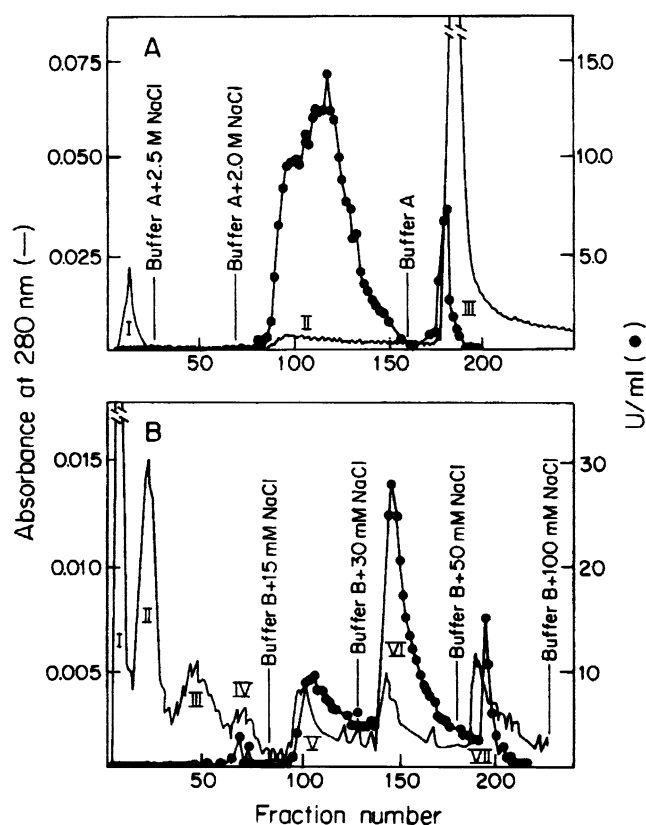 A
0.075
0.050
0.025
15.0
10.0
5.0
Buffer A+2.5 M NaCl
Buffer A+2.0 M NaCl
Buffer A
I
II
III
50
100
150
200
B
0.015
0.010
0.005
30
20
10
Buffer B+15 mM NaCl
Buffer B+30 mM NaCl
Buffer B+50 mM NaCl
Buffer B+100 mM NaCl
I
II
III
IV
V
VI
VII
50
100
150
200
Absorbance at 280 nm (—)
U/ml (●)
Fraction number